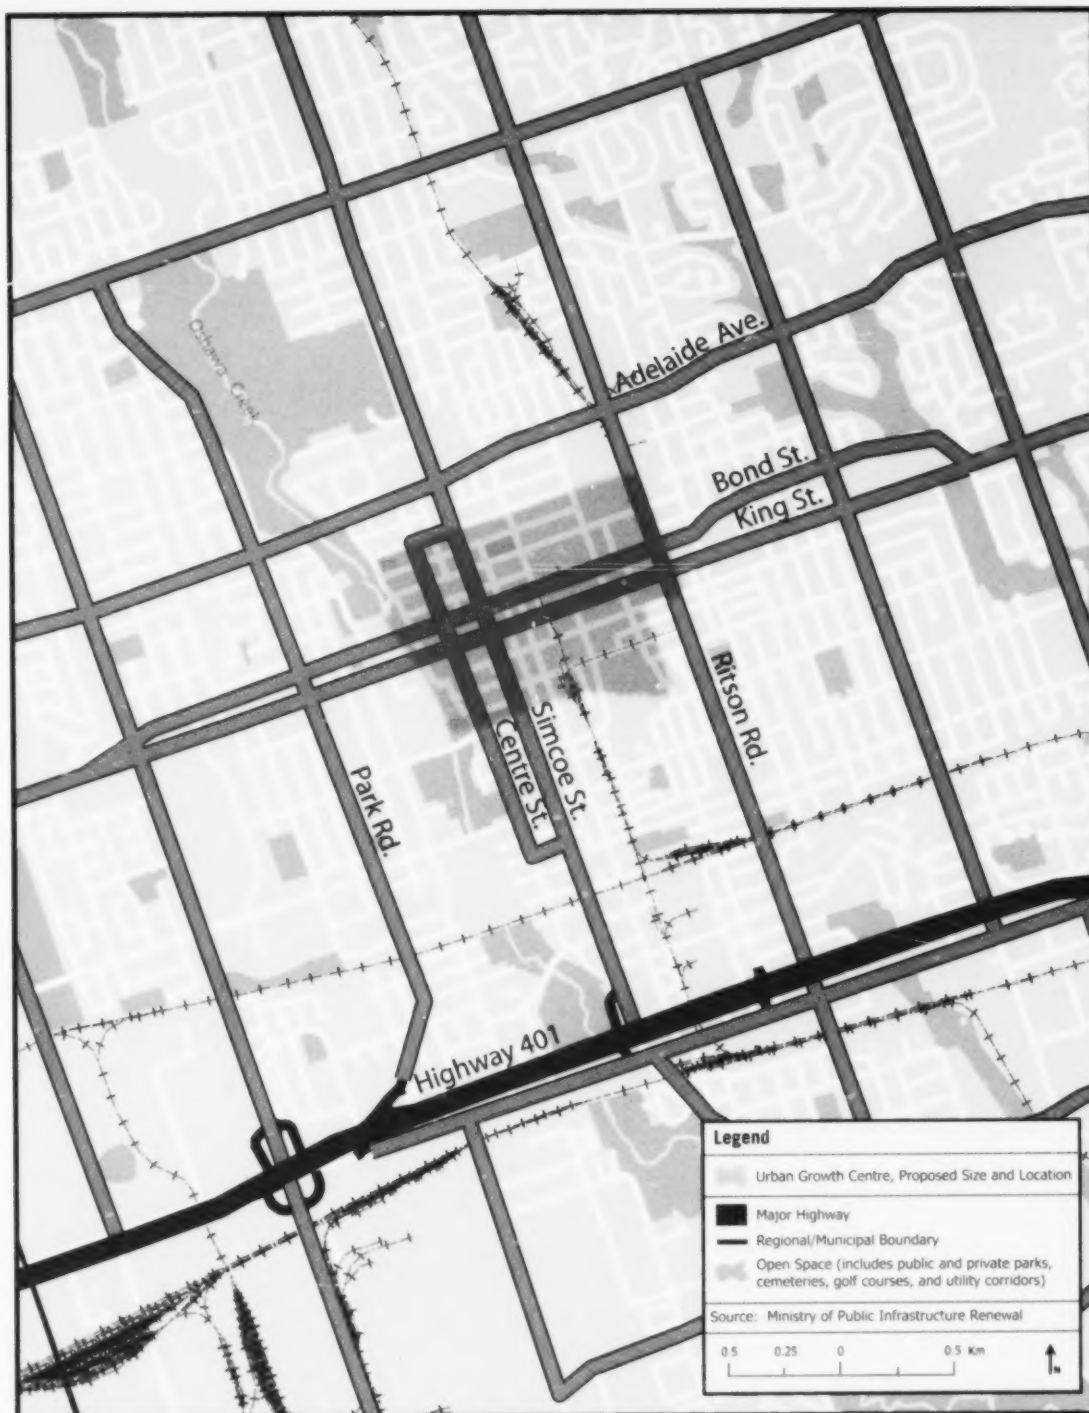 Oshawa Creek
Adelaide Ave.
Bond St.
King St.
Ritson Rd.
Simcoe St.
Centre St.
Park Rd.
Highway 401
Legend
Urban Growth Centre, Proposed Size and Location
Major Highway
Regional/Municipal Boundary
Open Space (includes public and private parks,
cemeteries, golf courses, and utility corridors)
Source: Ministry of Public Infrastructure Renewal
0.5 0.25 0 0.5 Km
N